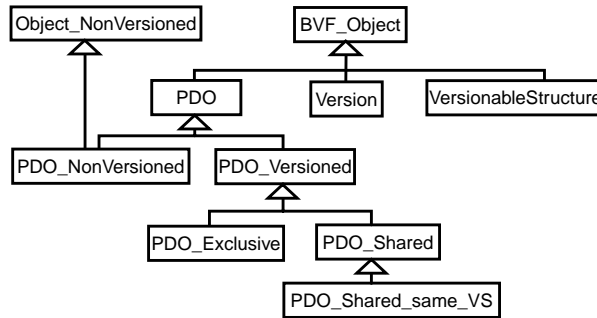 Object_NonVersioned
BVF_Object
PDO
Version
VersionableStructure
PDO_NonVersioned
PDO_Versioned
PDO_Exclusive
PDO_Shared
PDO_Shared_same_VS